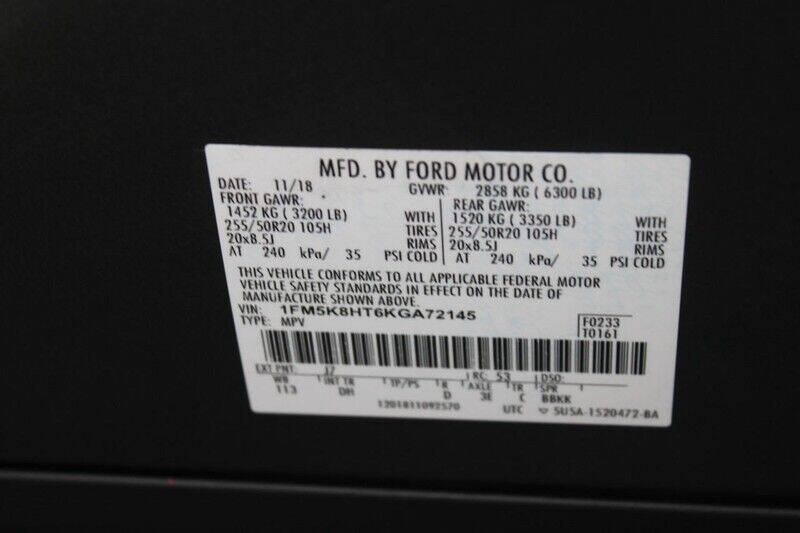 MFD. BY FORD MOTOR CO.
DATE: 11/18 GVWR: 2858 KG ( 6300 LB)
FRONT GAWR: REAR GAWR:
1452 KG ( 3200 LB) WITH 1520 KG ( 3350 LB) WITH
255/50R20 105H TIRES 255/50R20 105H TIRES
20x8.5J RIMS 20x8.5J RIMS
AT 240 kPa/ 35 PSI COLD AT 240 kPa/ 35 PSI COLD
THIS VEHICLE CONFORMS TO ALL APPLICABLE FEDERAL MOTOR
VEHICLE SAFETY STANDARDS IN EFFECT ON THE DATE OF
MANUFACTURE SHOWN ABOVE.
VIN: 1FM5K8HT6KGA72145
TYPE: MPV F0233
T0161
EXT PNT: J7 RC: 53 DSO:
WB INT TR TP/PS R AXLE TR SPR
113 DH D 3E C BBKK
1201811092570 UTC 5U5A-1520472-BA